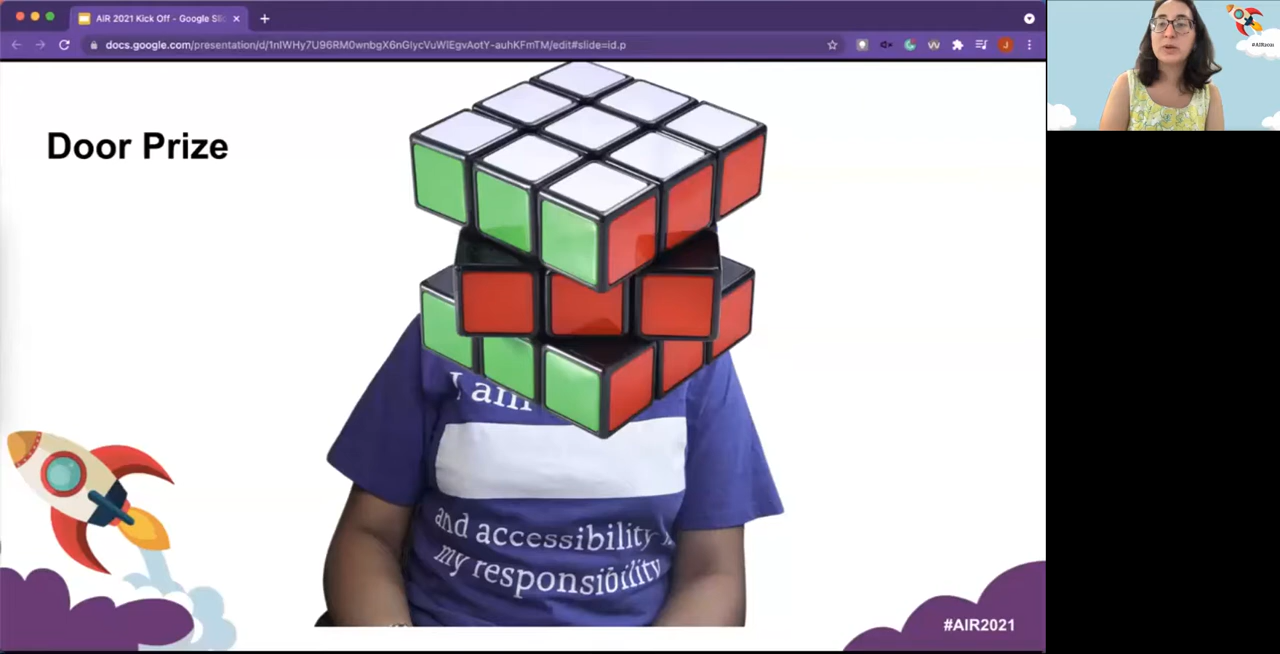 AIR 2021 Kick Off - Google Sli
docs.google.com/presentation/d/1nIWHy7U96RM0wnbgX6nGIycVuWlEgvAotY-auhKFmTM/edit#slide=id.p
J
Door Prize
I am
and accessibility
my responsibility
#AIR2021